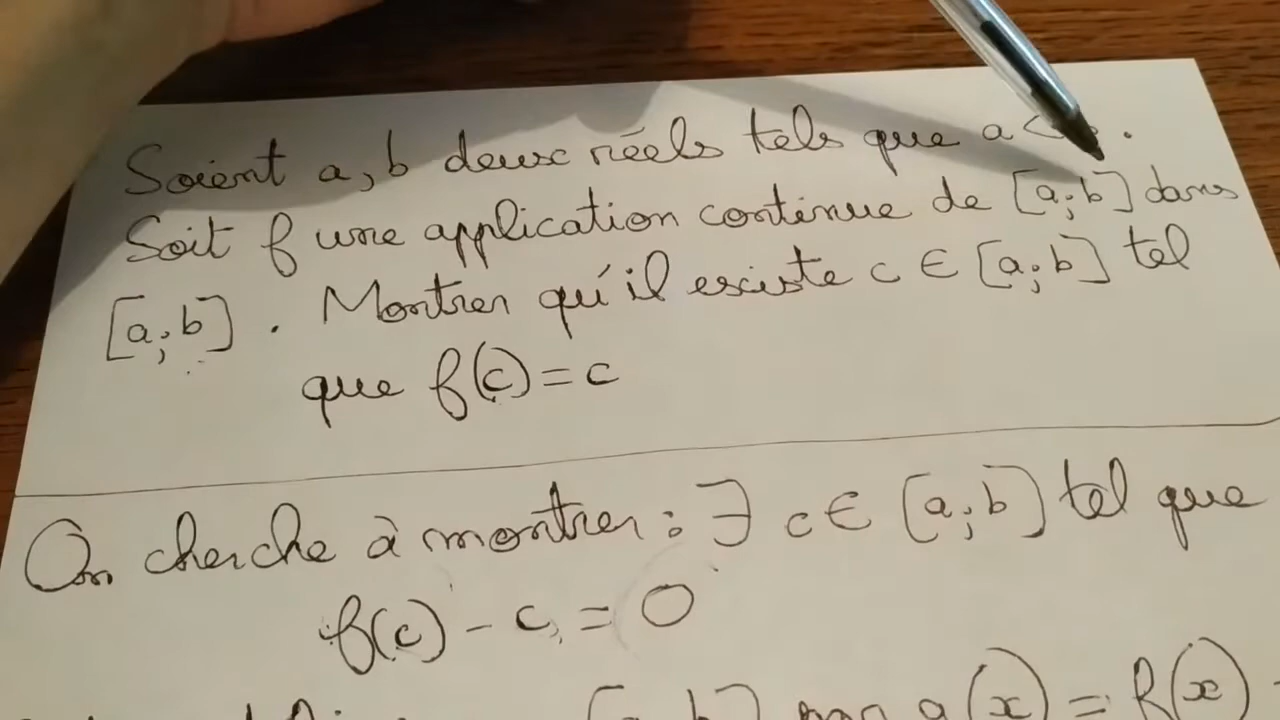 Soient a, b deux réels tels que a <
Soit f une application continue de [a;b] dans
[a;b]. Montrer qu'il existe c ∈ [a;b] tel
que f(c) = c
On cherche à montrer : ∃ c ∈ [a;b] tel que
f(c) - c = 0
g(x) = f(x)